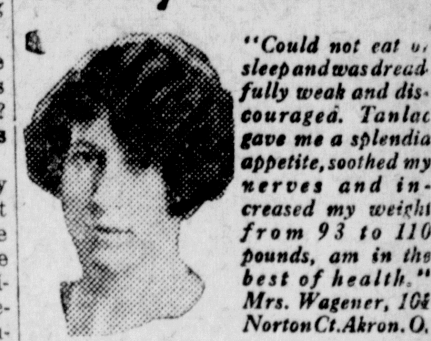 "Could not eat or
sleep and was dread-
fully weak and dis-
couraged. Tanlac
gave me a splendid
appetite, soothed my
nerves and in-
creased my weight
from 93 to 110
pounds, am in the
best of health."
Mrs. Wagener,
Norton Ct. Akron. O.